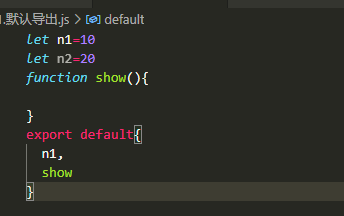 1.默认导出.js > default
let n1=10
let n2=20
function show(){
}
export default{
n1,
show
}